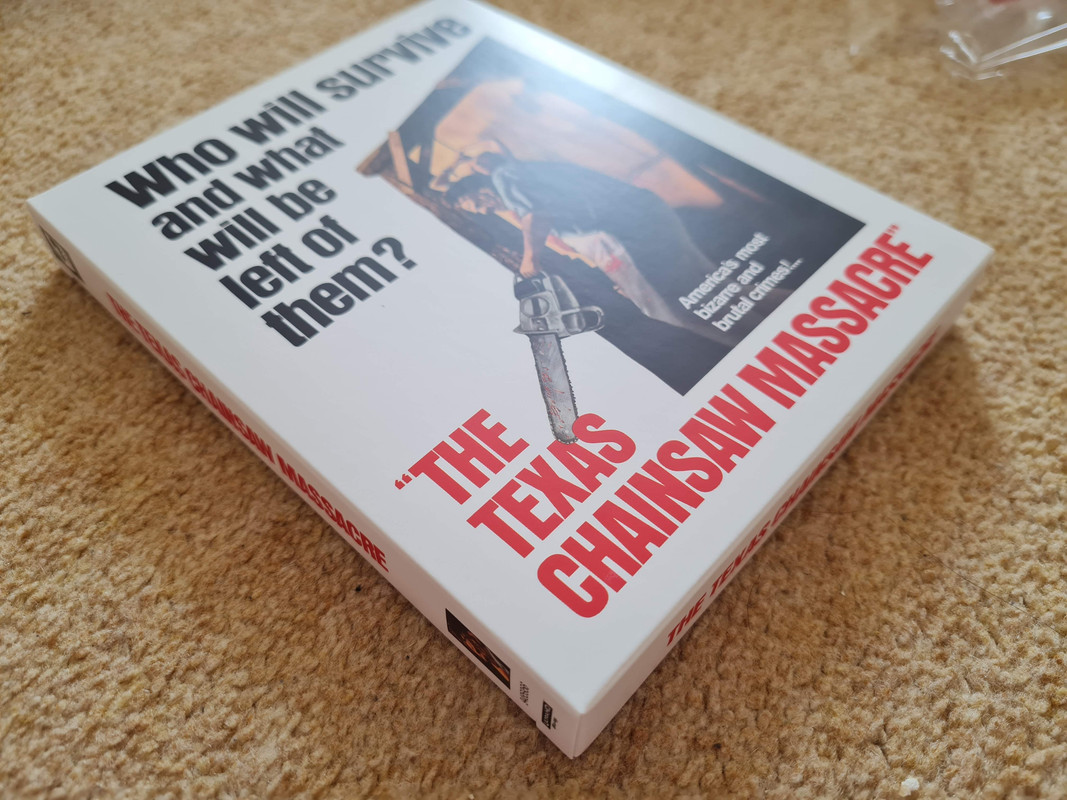 Who will survive
and what
will be
left of
them?
America's most
bizarre and
brutal crimes!...
"THE
TEXAS
CHAINSAW MASSACRE"
THE TEXAS CHAINSAW MASSACRE
THE TEXAS CHAINSAW MASSACRE